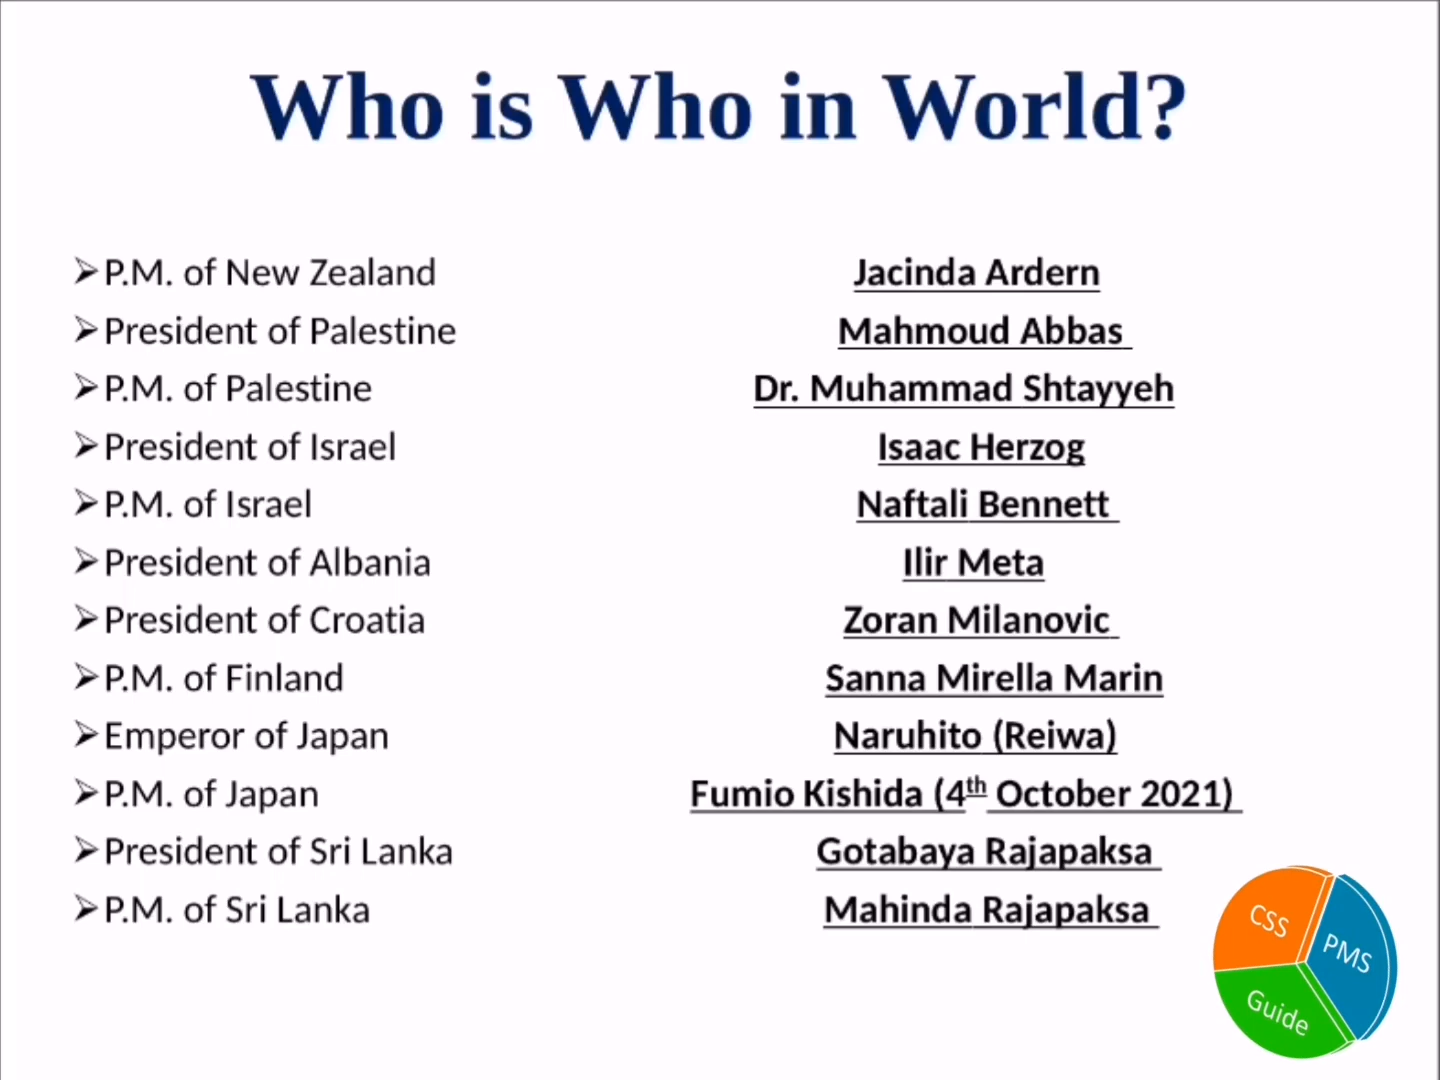 Who is Who in World?
➢P.M. of New Zealand Jacinda Ardern
➢President of Palestine Mahmoud Abbas
➢P.M. of Palestine Dr. Muhammad Shtayyeh
➢President of Israel Isaac Herzog
➢P.M. of Israel Naftali Bennett
➢President of Albania Ilir Meta
➢President of Croatia Zoran Milanovic
➢P.M. of Finland Sanna Mirella Marin
➢Emperor of Japan Naruhito (Reiwa)
➢P.M. of Japan Fumio Kishida (4th October 2021)
➢President of Sri Lanka Gotabaya Rajapaksa
➢P.M. of Sri Lanka Mahinda Rajapaksa
CSS
PMS
Guide